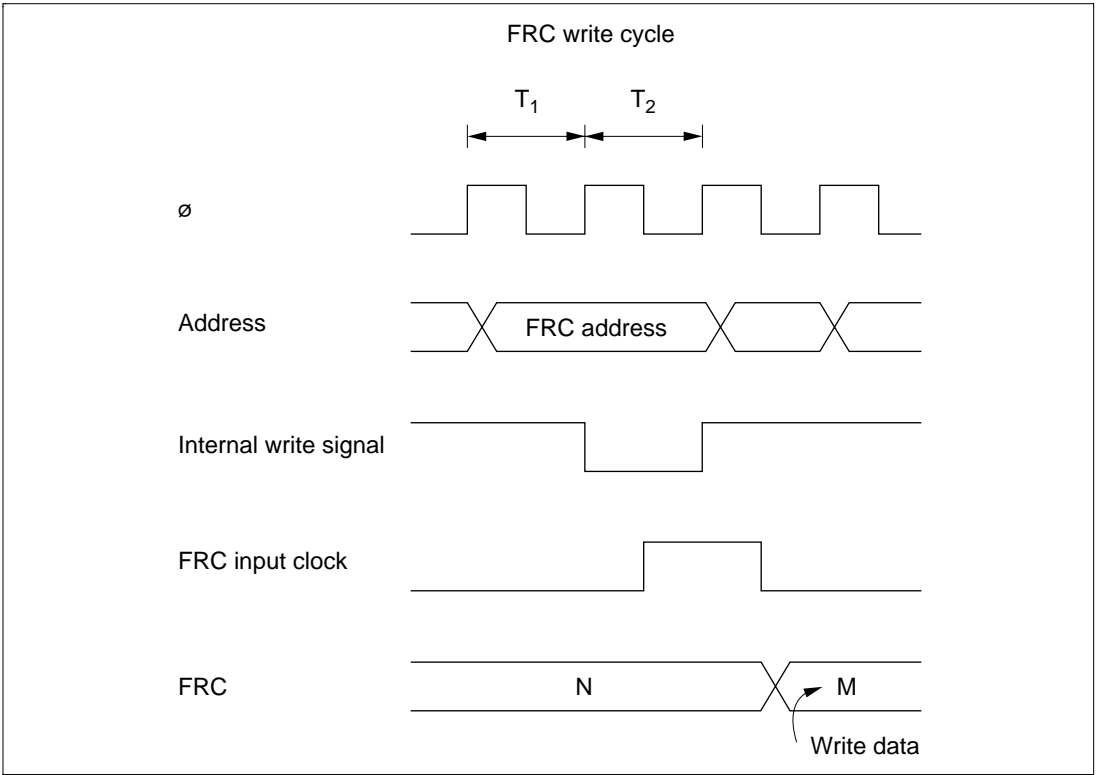 FRC write cycle
T1 T2
ø
Address
FRC address
Internal write signal
FRC input clock
FRC
N
M
Write data